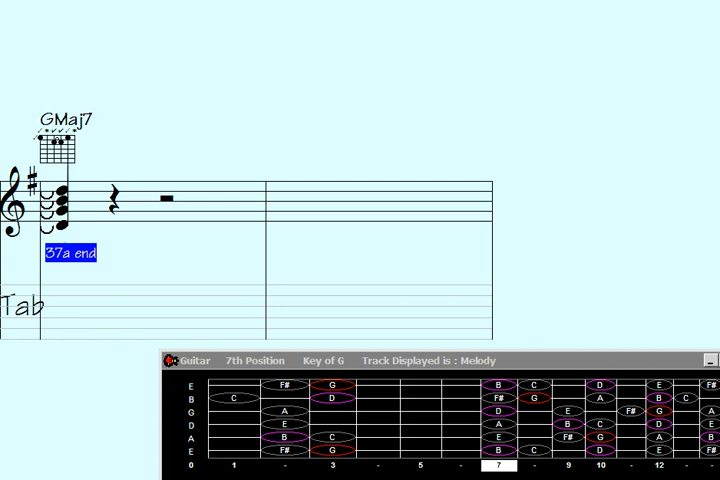 GMaj7
37a end
Tab
Guitar 7th Position Key of G Track Displayed is : Melody
E F# G B C D E F#
B C D F# G A B C
G A D E F# G A
D E A B C D E
A B C E F# G A B
E F# G B C D E F#
0 1 - 3 - 5 - 7 - 9 10 - 12 - -